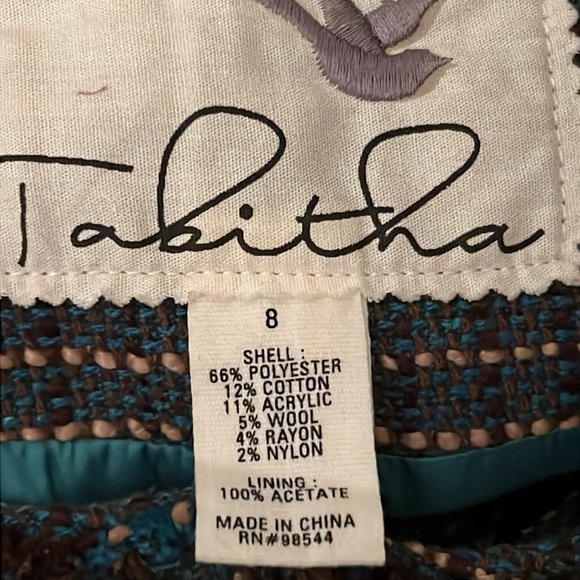 Tabitha
8
SHELL :
66% POLYESTER
12% COTTON
11% ACRYLIC
5% WOOL
4% RAYON
2% NYLON
LINING :
100% ACETATE
MADE IN CHINA
RN#98544